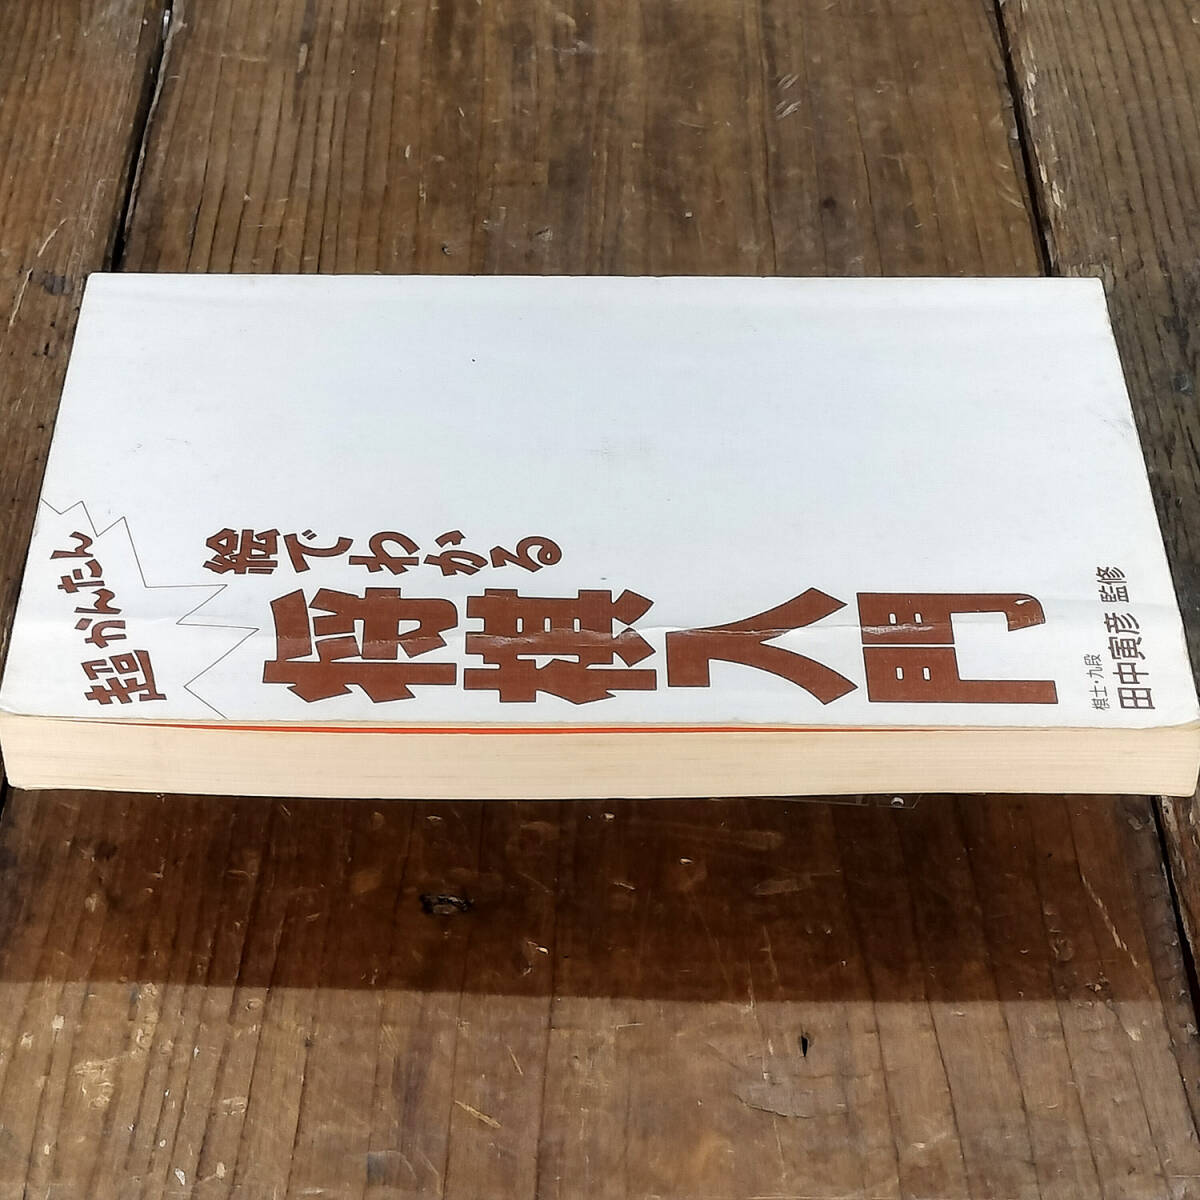 超かんたん
絵でわかる
将棋入門
棋士・九段
田中寅彦 監修